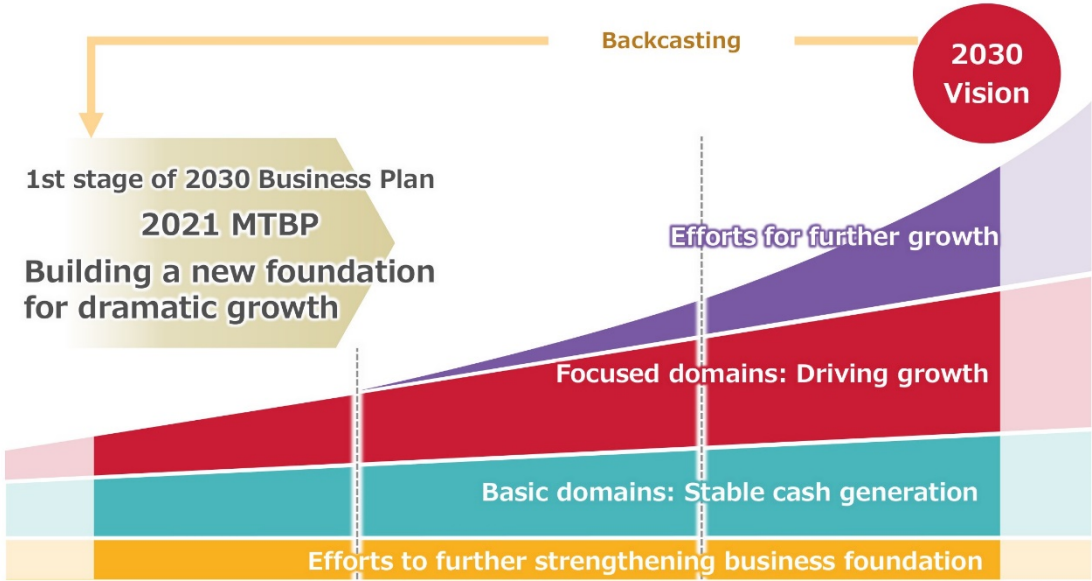 Backcasting
2030
Vision
1st stage of 2030 Business Plan
2021 MTBP
Building a new foundation
for dramatic growth
Efforts for further growth
Focused domains: Driving growth
Basic domains: Stable cash generation
Efforts to further strengthening business foundation